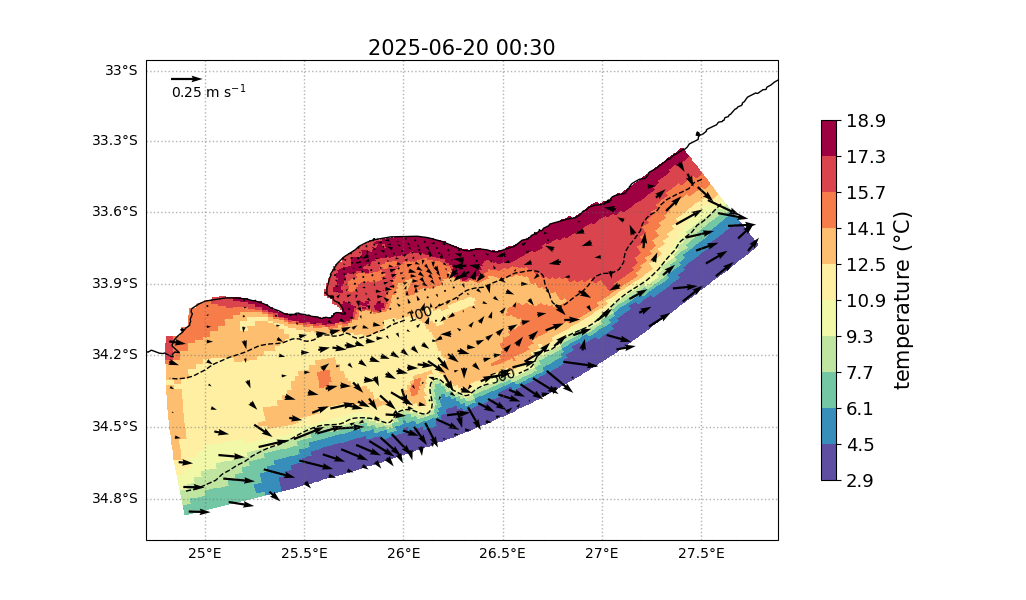 2025-06-20 00:30
0.25 m s⁻¹
33°S
33.3°S
33.6°S
33.9°S
34.2°S
34.5°S
34.8°S
25°E
25.5°E
26°E
26.5°E
27°E
27.5°E
100
500
18.9
17.3
15.7
14.1
12.5
10.9
9.3
7.7
6.1
4.5
2.9
temperature (°C)